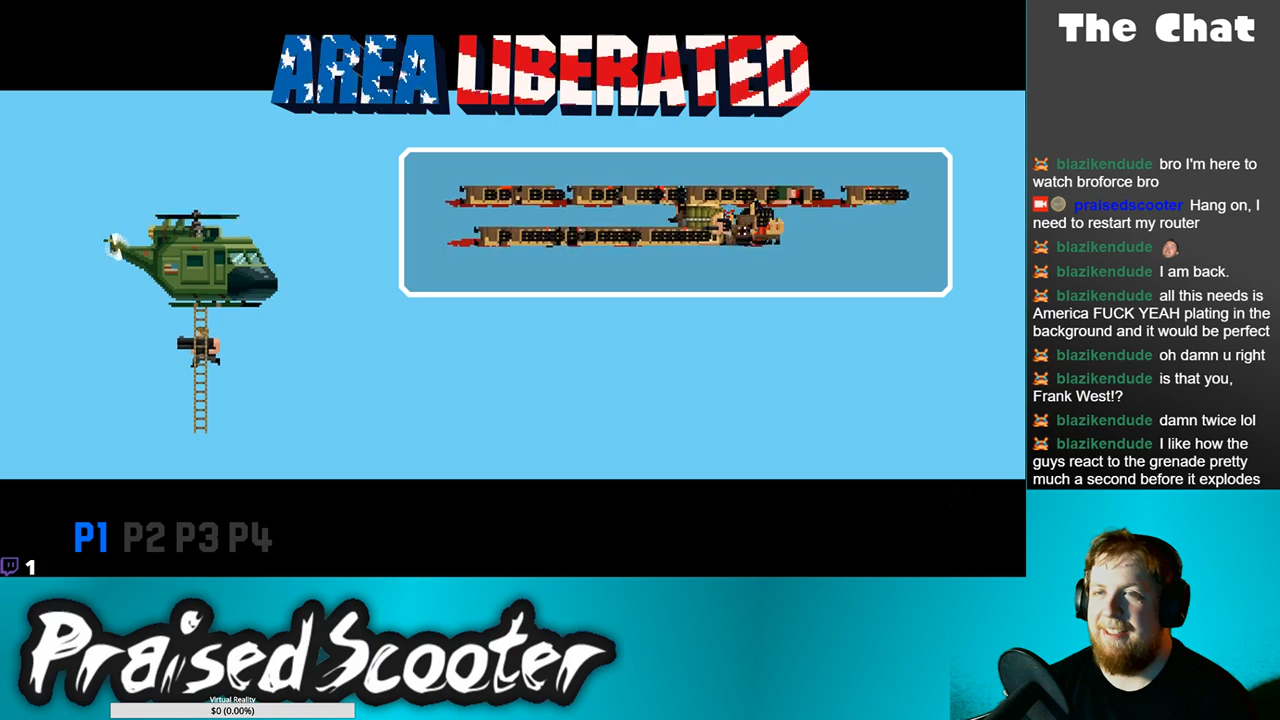 AREA LIBERATED
The Chat
blazikendude bro I'm here to
watch broforce bro
praisedscooter Hang on, I
need to restart my router
blazikendude
blazikendude I am back.
blazikendude all this needs is
America FUCK YEAH plating in the
background and it would be perfect
blazikendude oh damn u right
blazikendude is that you,
Frank West!?
blazikendude damn twice lol
blazikendude I like how the
guys react to the grenade pretty
much a second before it explodes
P1 P2 P3 P4
1
PraisedScooter
Virtual Reality
$0 (0.00%)